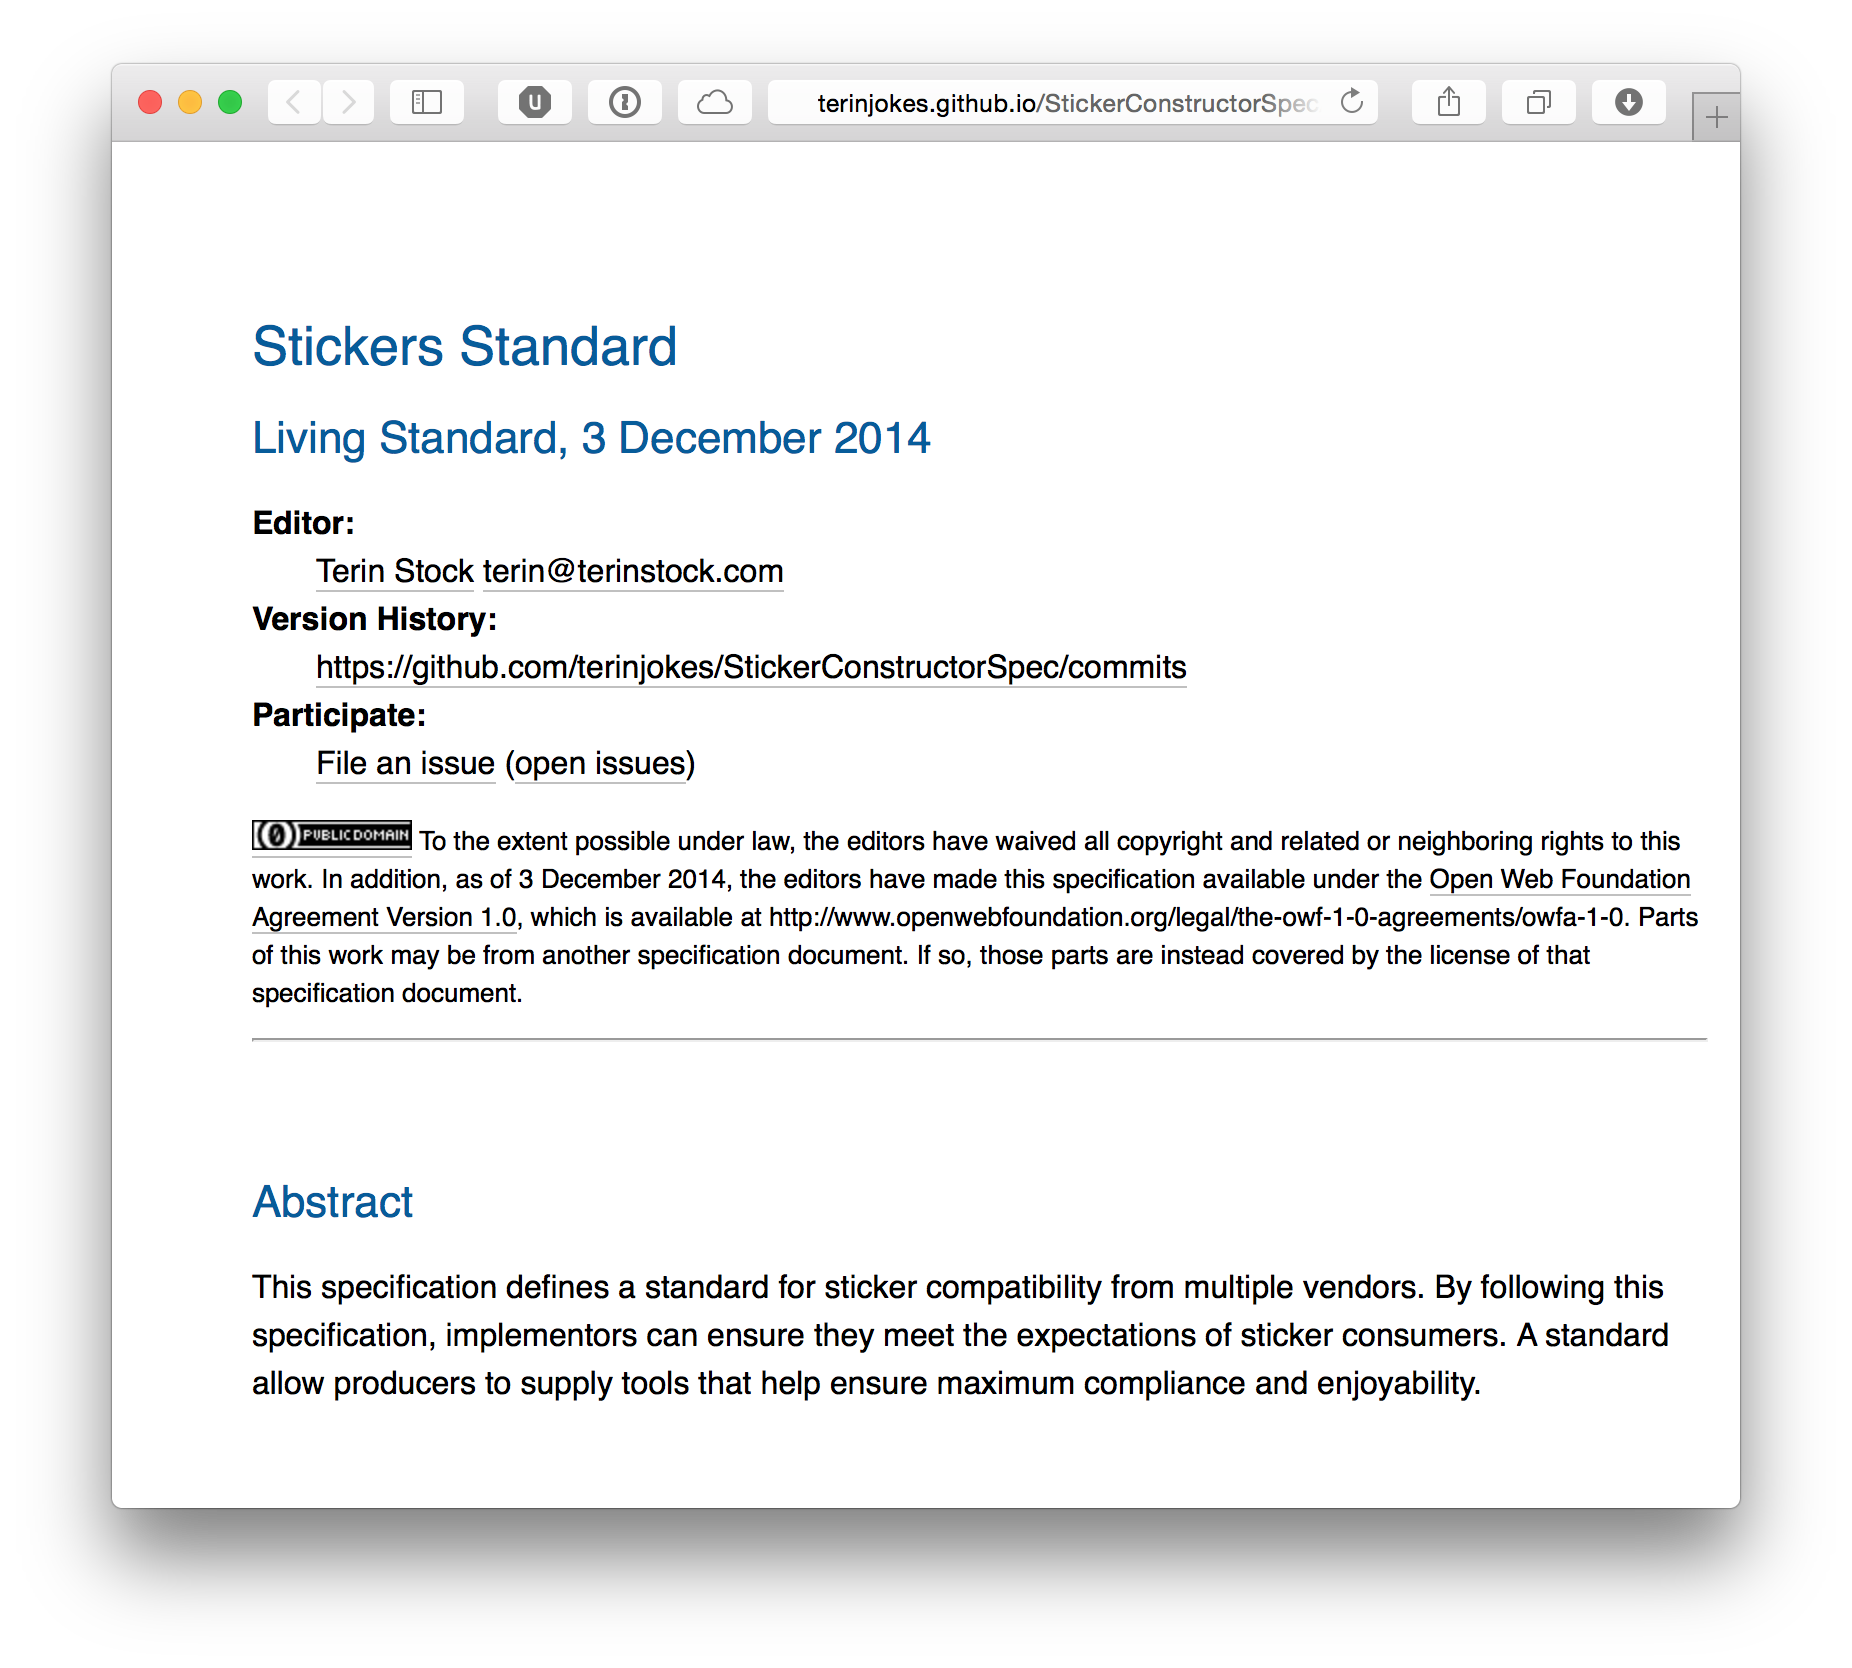 terinjokes.github.io/StickerConstructorSpec
Stickers Standard
Living Standard, 3 December 2014
Editor:
Terin Stock terin@terinstock.com
Version History:
https://github.com/terinjokes/StickerConstructorSpec/commits
Participate:
File an issue (open issues)
PUBLIC DOMAIN To the extent possible under law, the editors have waived all copyright and related or neighboring rights to this
work. In addition, as of 3 December 2014, the editors have made this specification available under the Open Web Foundation
Agreement Version 1.0, which is available at http://www.openwebfoundation.org/legal/the-owf-1-0-agreements/owfa-1-0. Parts
of this work may be from another specification document. If so, those parts are instead covered by the license of that
specification document.
Abstract
This specification defines a standard for sticker compatibility from multiple vendors. By following this
specification, implementors can ensure they meet the expectations of sticker consumers. A standard
allow producers to supply tools that help ensure maximum compliance and enjoyability.